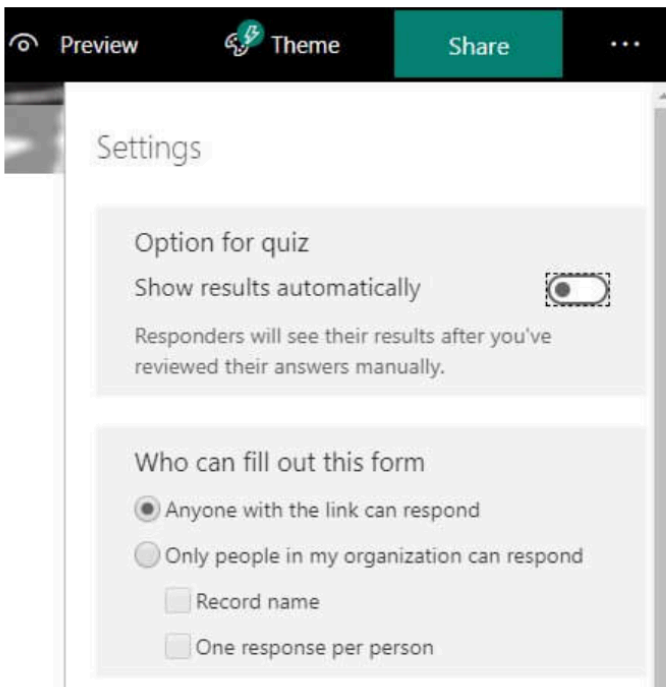 Preview Theme Share ...
Settings
Option for quiz
Show results automatically
Responders will see their results after you've
reviewed their answers manually.
Who can fill out this form
Anyone with the link can respond
Only people in my organization can respond
Record name
One response per person